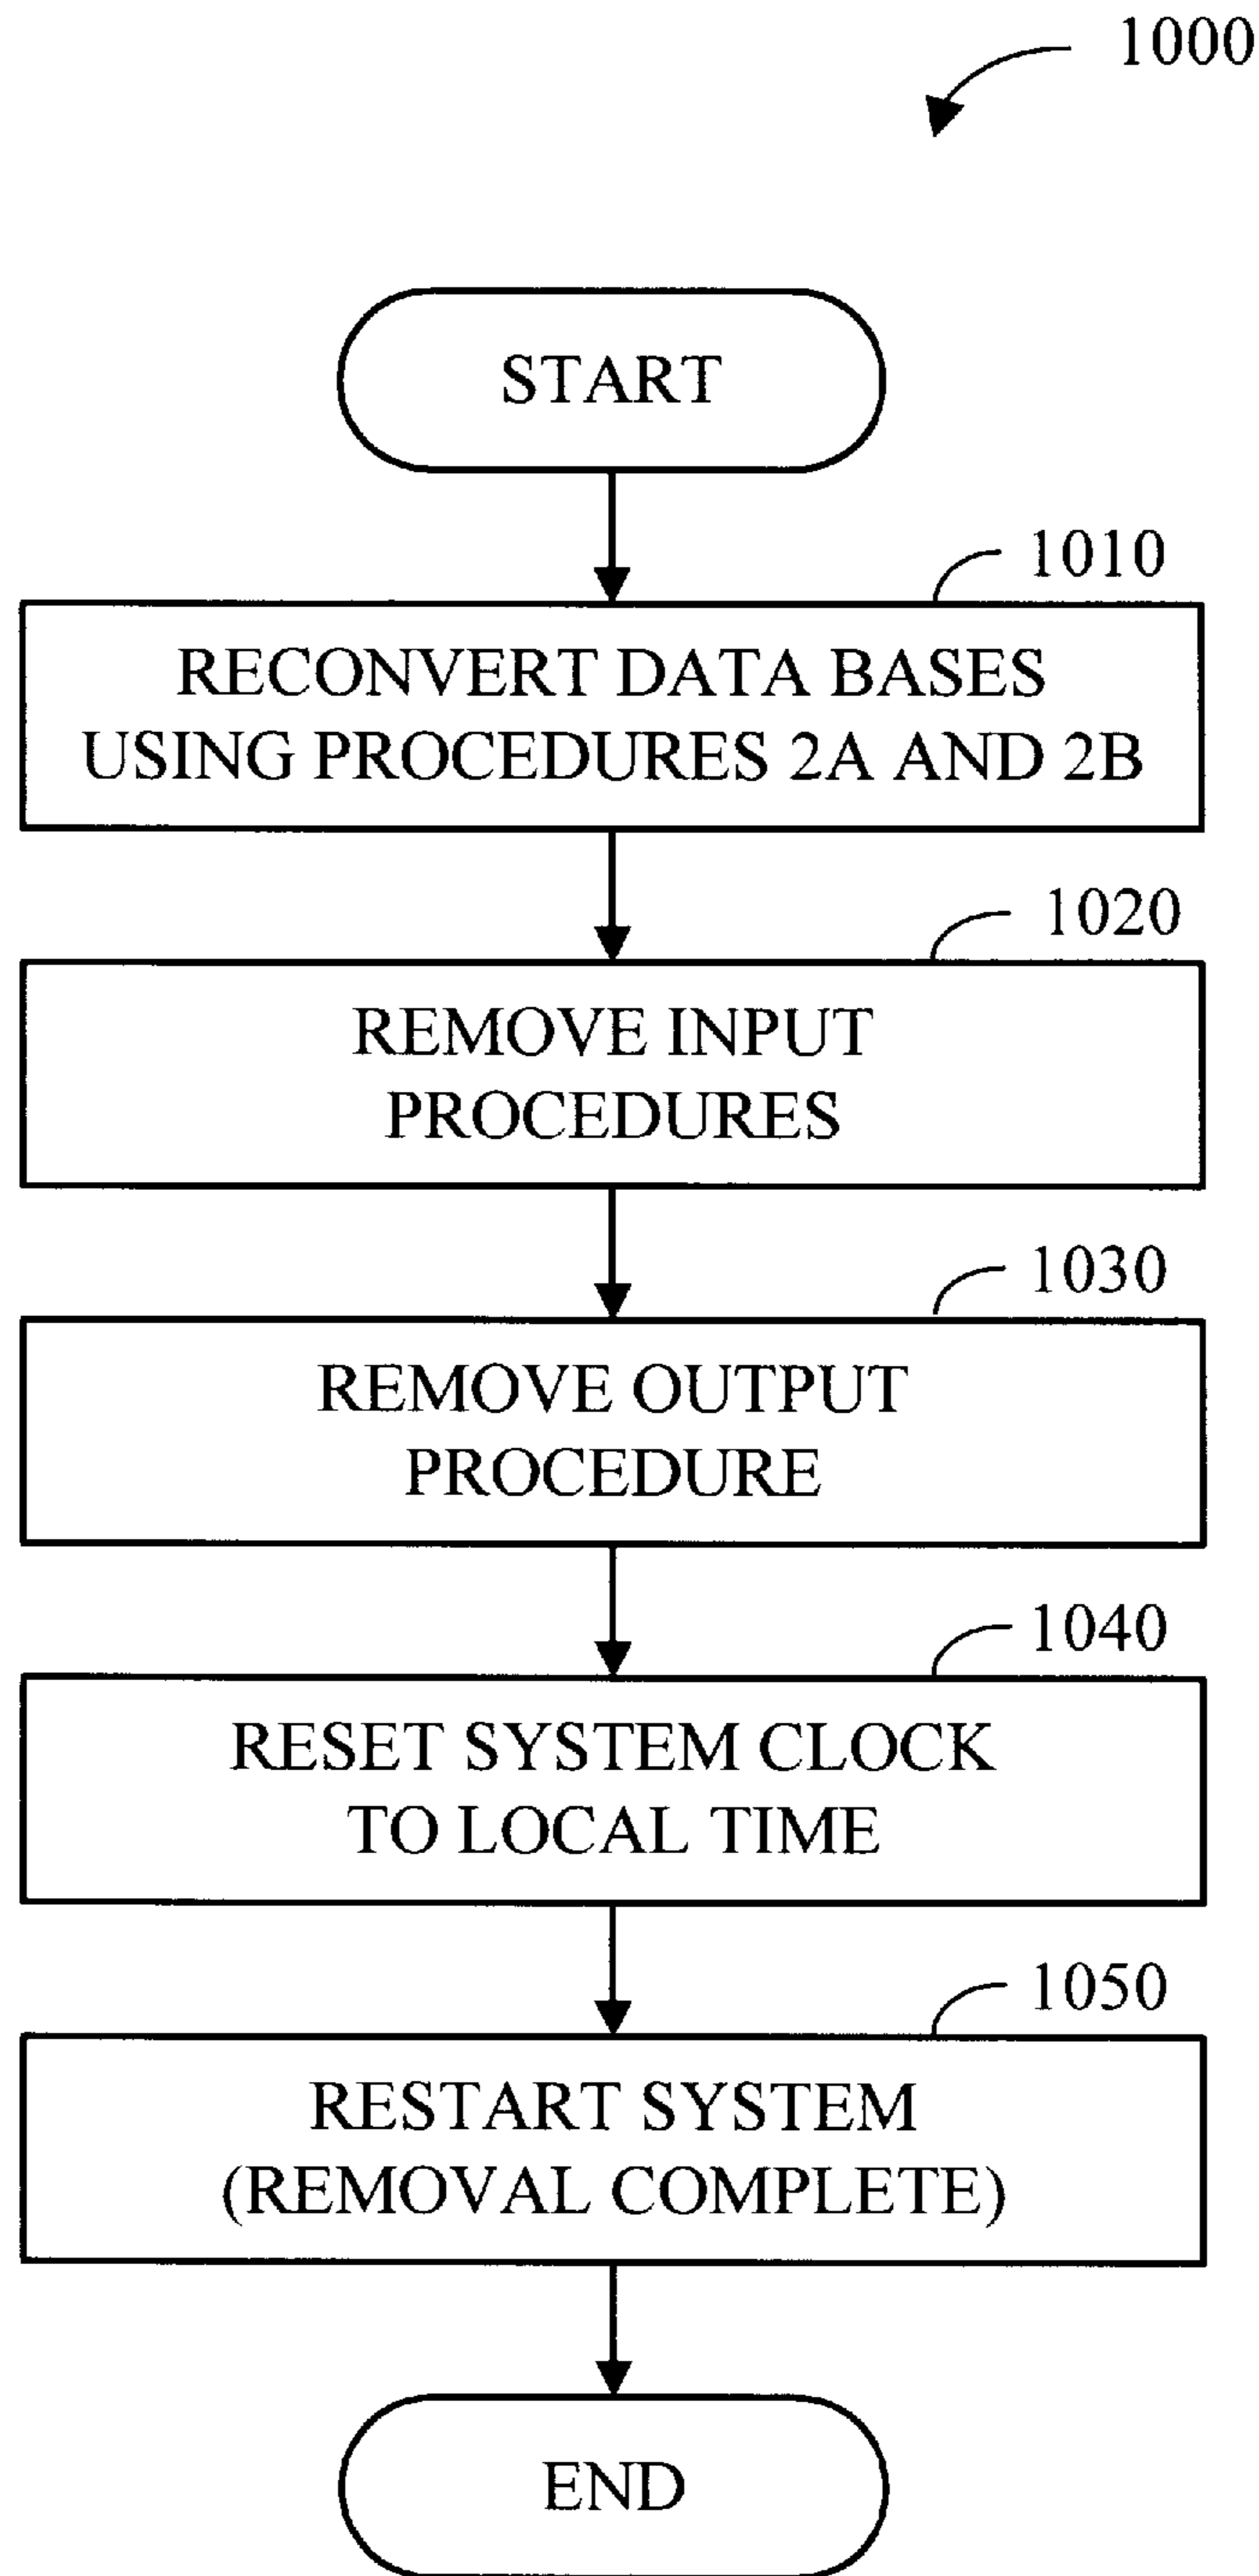 1000
START
1010
RECONVERT DATA BASES
USING PROCEDURES 2A AND 2B
1020
REMOVE INPUT
PROCEDURES
1030
REMOVE OUTPUT
PROCEDURE
1040
RESET SYSTEM CLOCK
TO LOCAL TIME
1050
RESTART SYSTEM
(REMOVAL COMPLETE)
END